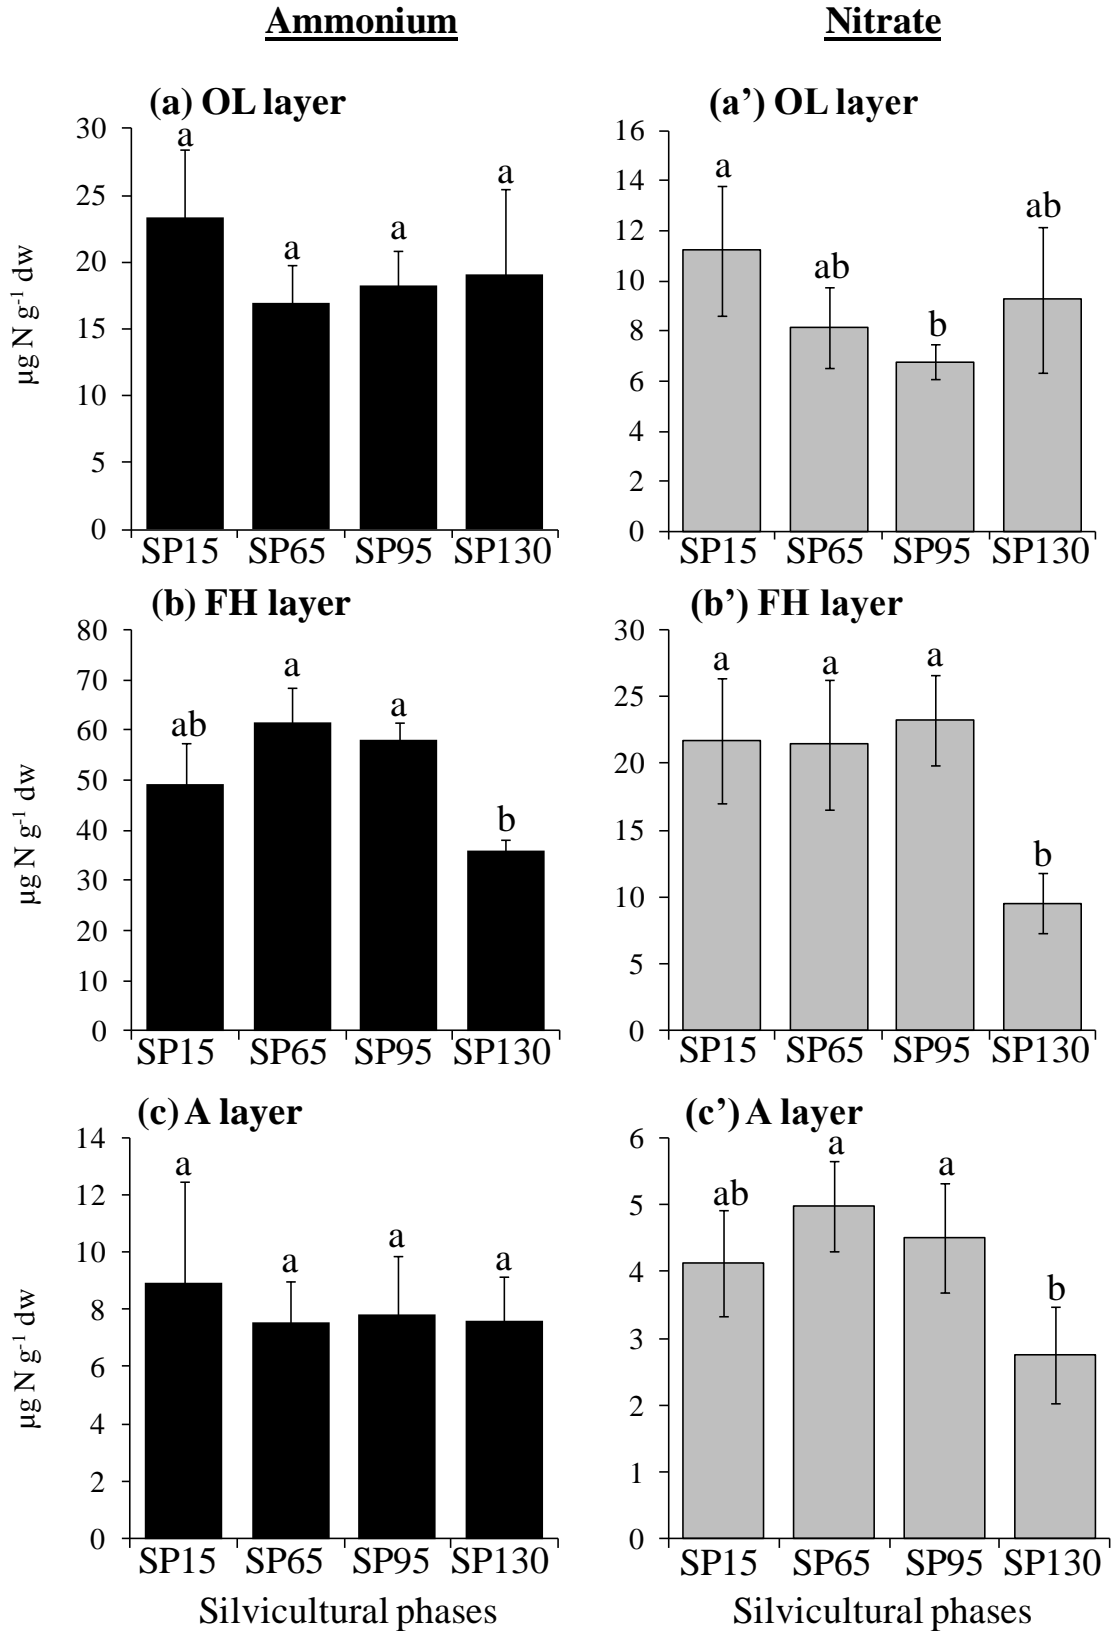 Ammonium
Nitrate
(a) OL layer
30
25
20
15
10
5
0
µg N g⁻¹ dw
a
a
a
a
SP15 SP65 SP95 SP130
(a’) OL layer
16
14
12
10
8
6
4
2
0
a
ab
b
ab
SP15 SP65 SP95 SP130
(b) FH layer
80
70
60
50
40
30
20
10
0
µg N g⁻¹ dw
ab
a
a
b
SP15 SP65 SP95 SP130
(b’) FH layer
30
25
20
15
10
5
0
a
a
a
b
SP15 SP65 SP95 SP130
(c) A layer
14
12
10
8
6
4
2
0
µg N g⁻¹ dw
a
a
a
a
SP15 SP65 SP95 SP130
Silvicultural phases
(c’) A layer
6
5
4
3
2
1
0
ab
a
a
b
SP15 SP65 SP95 SP130
Silvicultural phases